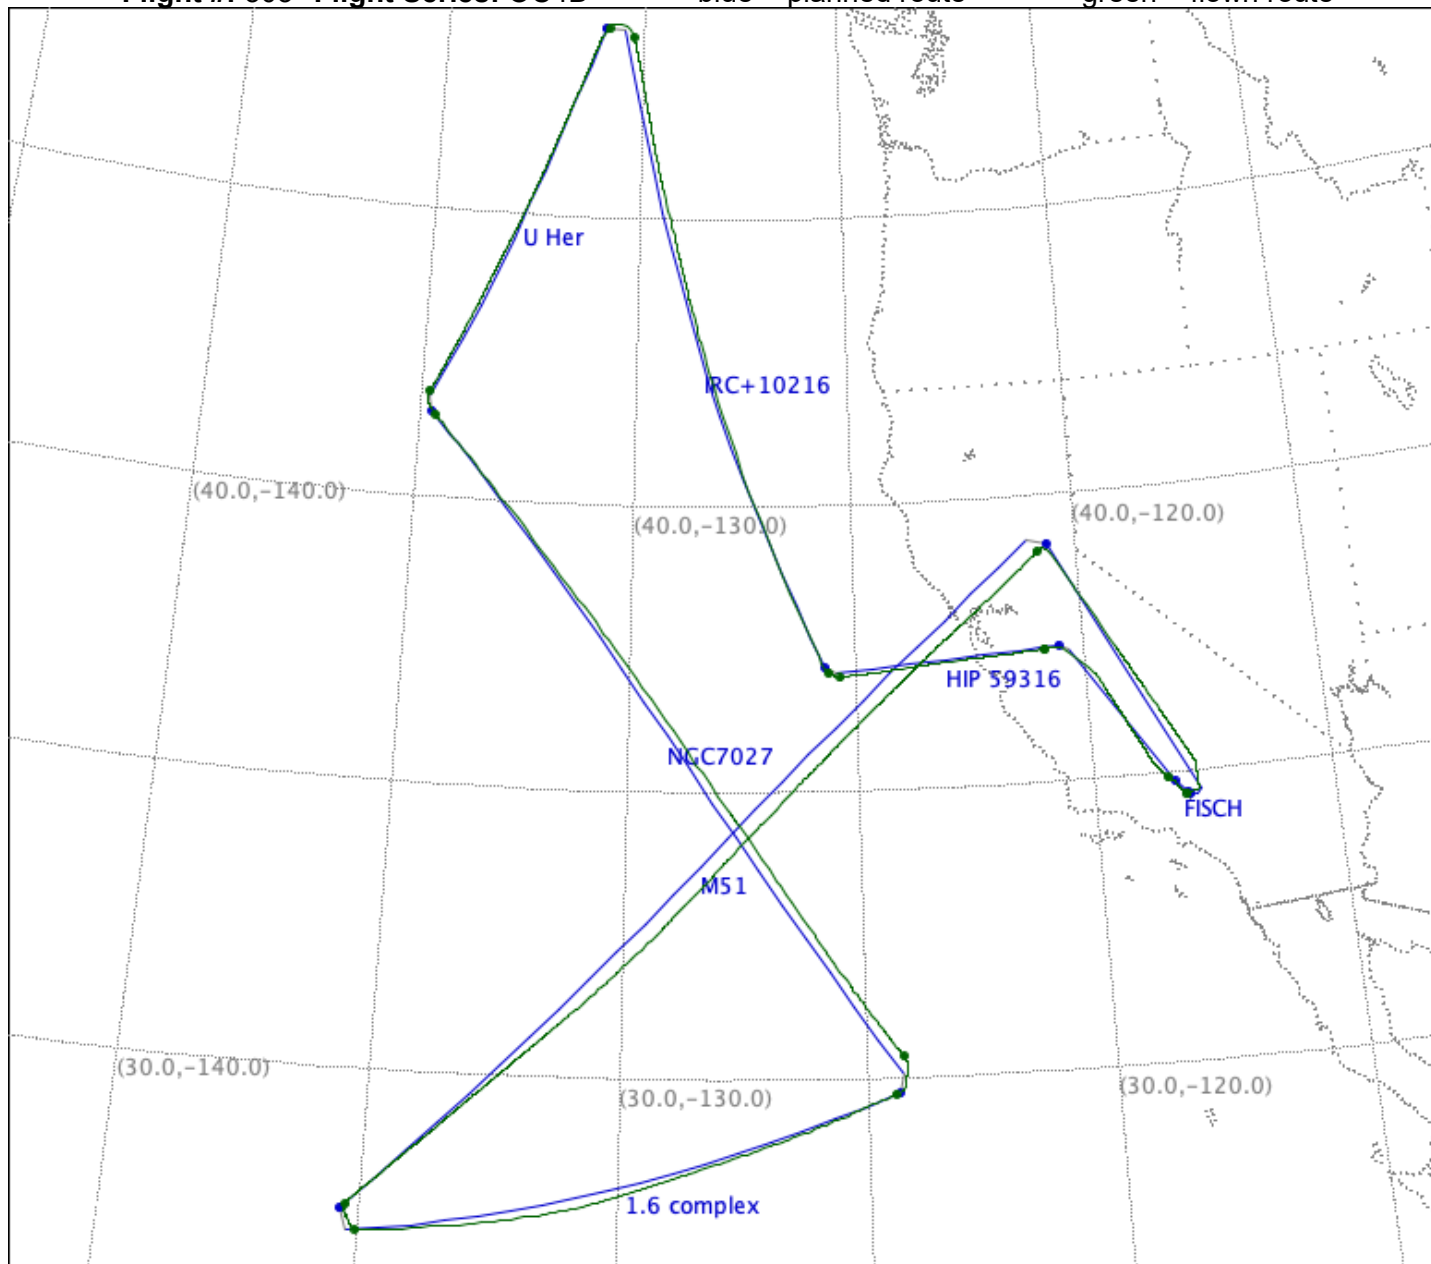 U Her
IRC+10216
(40.0,-140.0)
(40.0,-130.0)
(40.0,-120.0)
HIP 59316
NGC7027
FISCH
M51
(30.0,-140.0)
(30.0,-130.0)
(30.0,-120.0)
1.6 complex